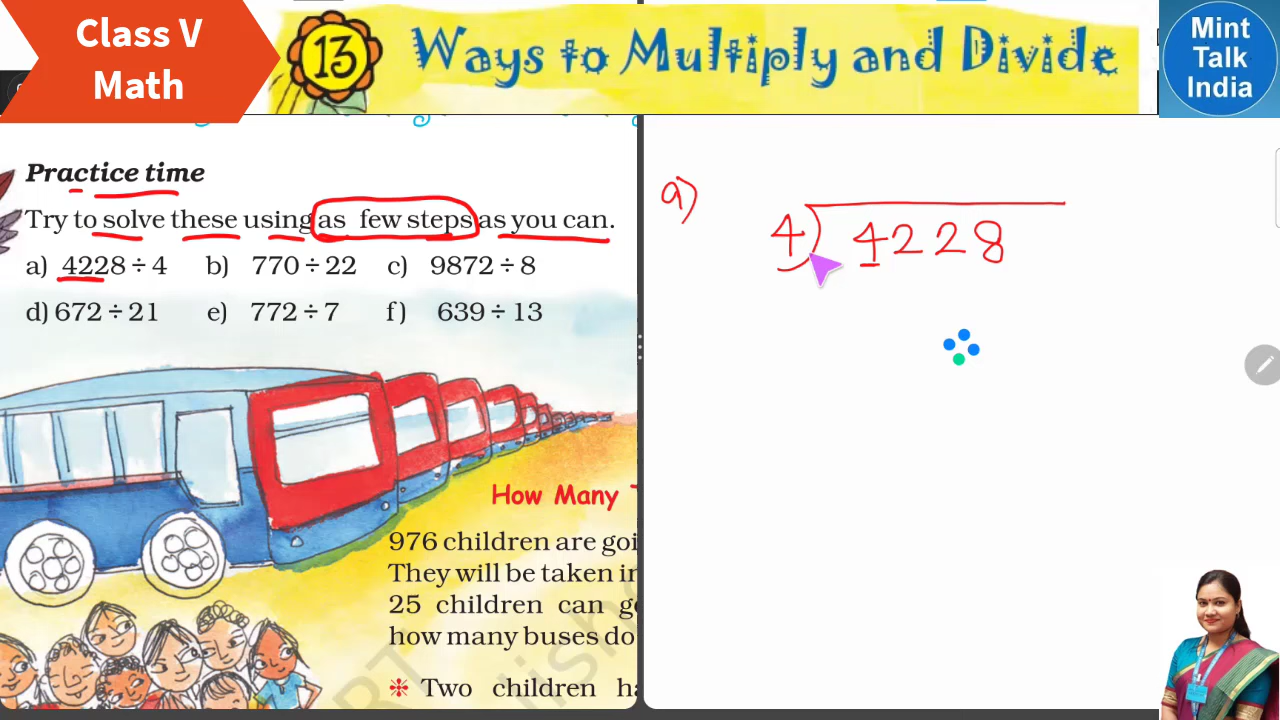 Class V
Math
13 Ways to Multiply and Divide
Mint
Talk
India
Practice time
Try to solve these using as few steps as you can.
a) 4228 ÷ 4 b) 770 ÷ 22 c) 9872 ÷ 8
d) 672 ÷ 21 e) 772 ÷ 7 f) 639 ÷ 13
How Many
976 children are goi
They will be taken in
25 children can g
how many buses do
❉ Two children ha
a)
4) 4228